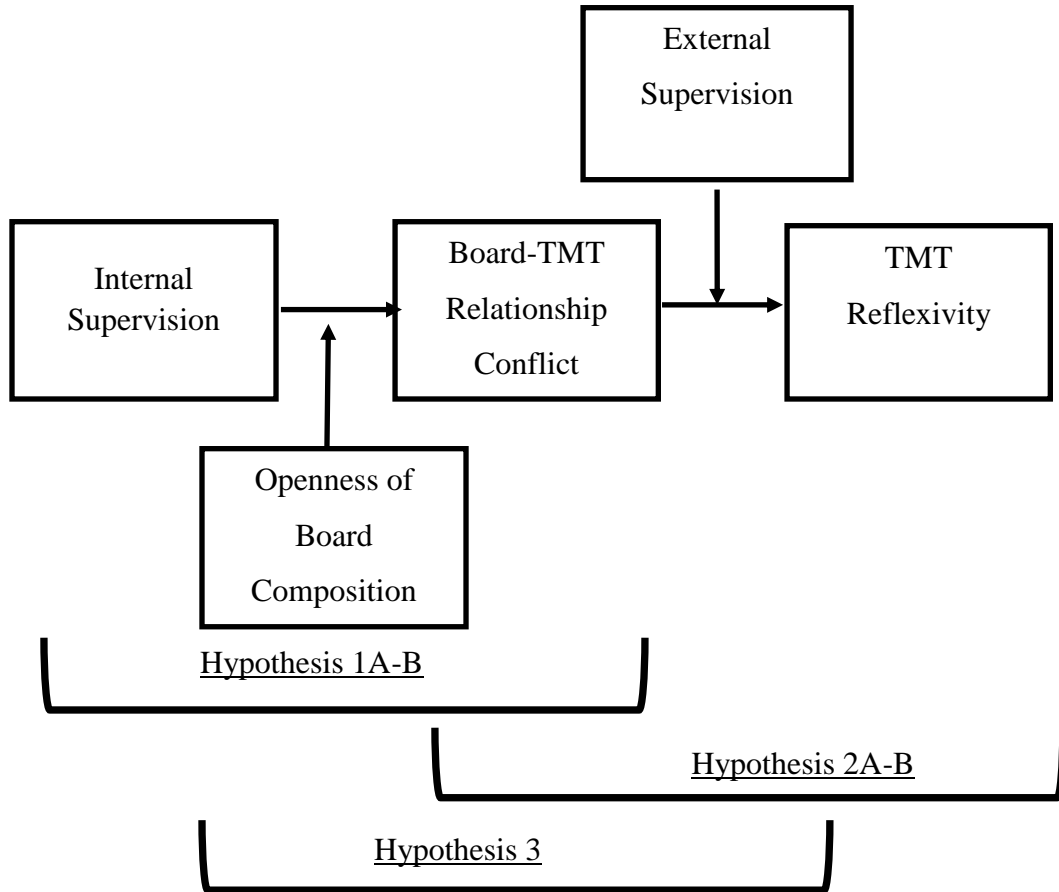 External
Supervision
Internal
Supervision
Board-TMT
Relationship
Conflict
TMT
Reflexivity
Openness of
Board
Composition
Hypothesis 1A-B
Hypothesis 2A-B
Hypothesis 3